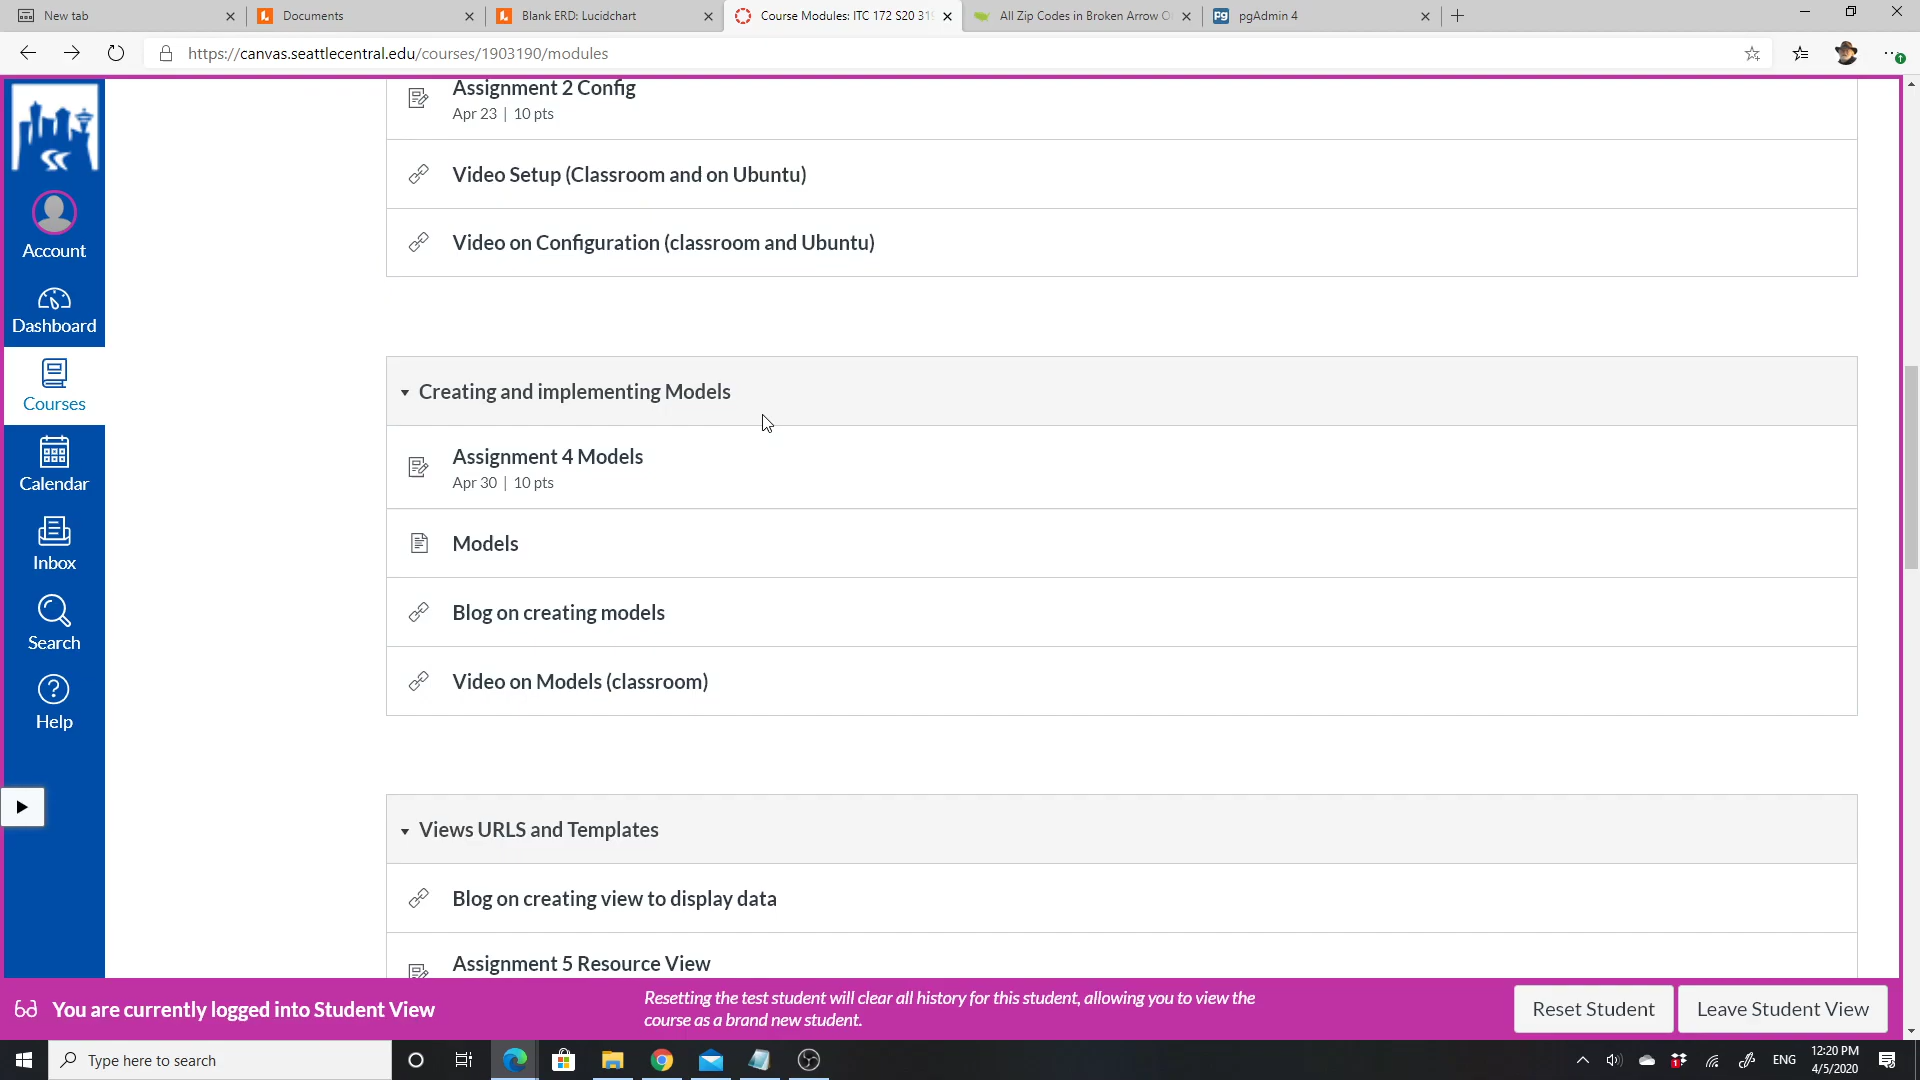 New tab
Documents
Blank ERD: Lucidchart
Course Modules: ITC 172 S20 319
All Zip Codes in Broken Arrow O
pgAdmin 4
https://canvas.seattlecentral.edu/courses/1903190/modules
Assignment 2 Config
Apr 23 | 10 pts
Video Setup (Classroom and on Ubuntu)
Video on Configuration (classroom and Ubuntu)
Creating and implementing Models
Assignment 4 Models
Apr 30 | 10 pts
Models
Blog on creating models
Video on Models (classroom)
Views URLS and Templates
Blog on creating view to display data
Assignment 5 Resource View
Account
Dashboard
Courses
Calendar
Inbox
Search
Help
You are currently logged into Student View
Resetting the test student will clear all history for this student, allowing you to view the
course as a brand new student.
Reset Student
Leave Student View
Type here to search
ENG
12:20 PM
4/5/2020